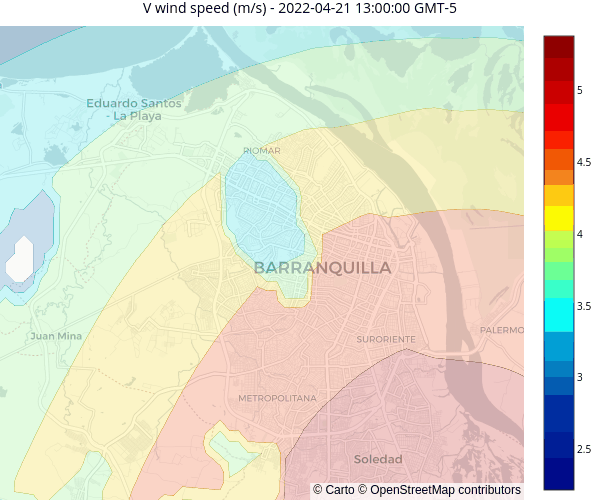 V wind speed (m/s) - 2022-04-21 13:00:00 GMT-5
5
Eduardo Santos
- La Playa
RIOMAR
4.5
4
BARRANQUILLA
3.5
Juan Mina
SURORIENTE
PALERMO
3
METROPOLITANA
2.5
Soledad
© Carto © OpenStreetMap contributors